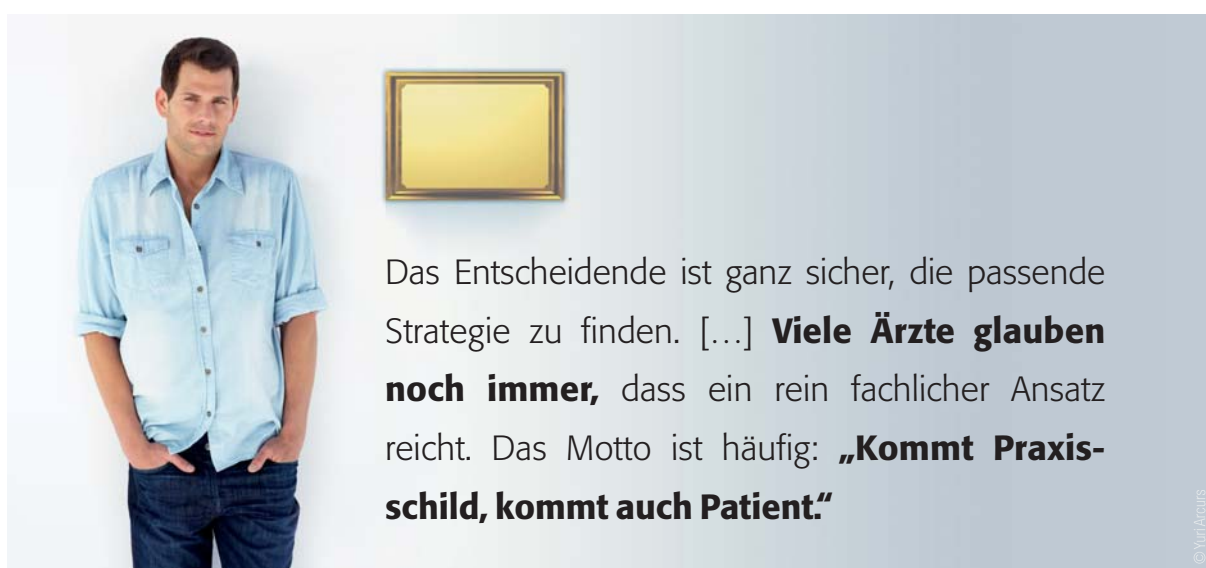 Das Entscheidende ist ganz sicher, die passende
Strategie zu finden. […] Viele Ärzte glauben
noch immer, dass ein rein fachlicher Ansatz
reicht. Das Motto ist häufig: „Kommt Praxis-
schild, kommt auch Patient.“
© Yuri Arcurs